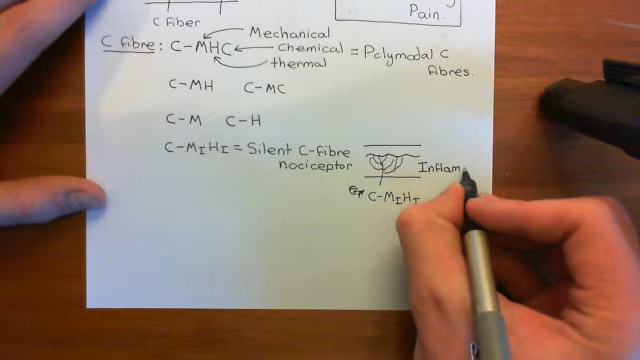 Pain.
C fiber
C fibre: C-MHC Mechanical Chemical thermal = Polymodal C fibres.
C-MH C-MC
C-M C-H
C-MIHI = Silent C-fibre nociceptor
Inflam
C-MIHI